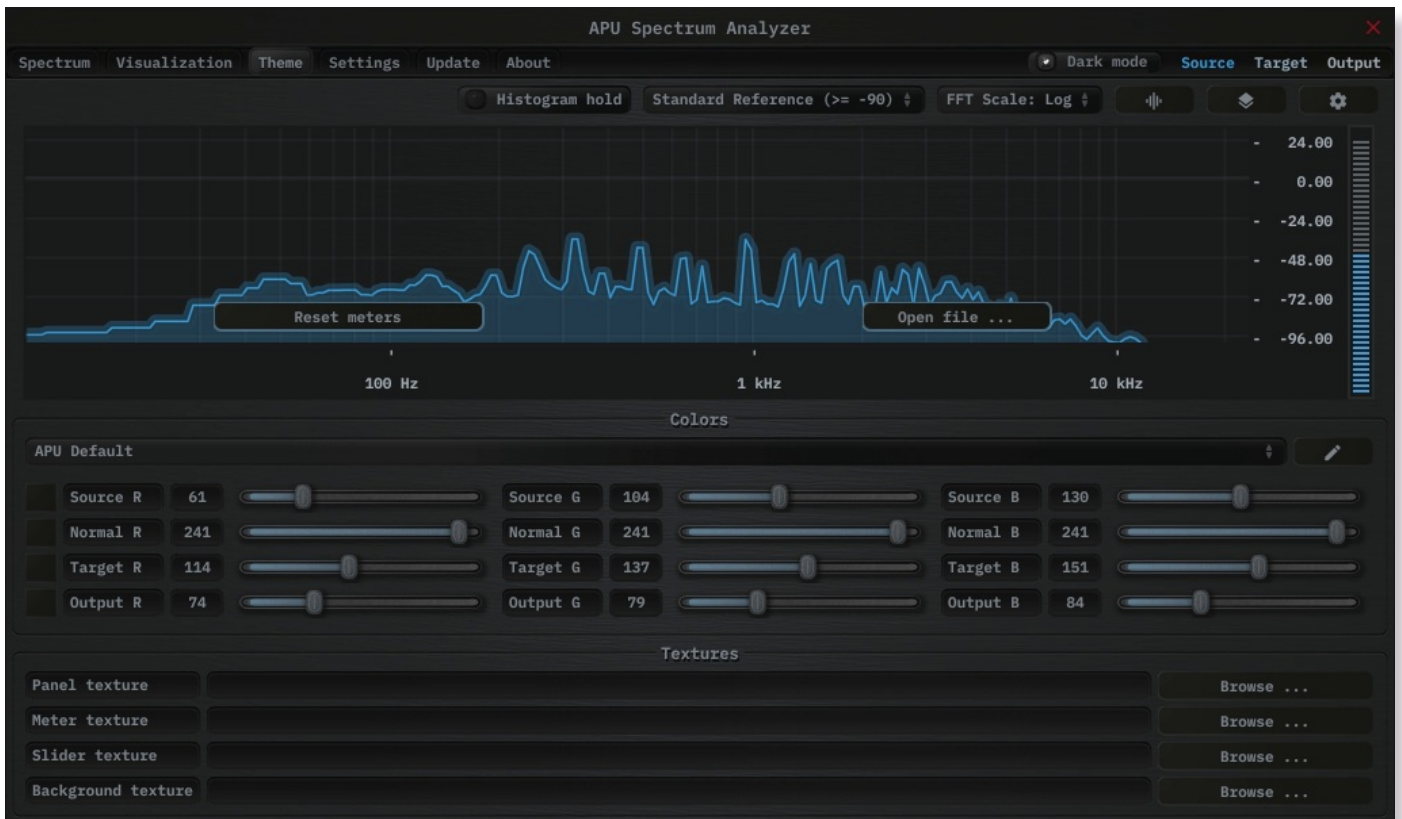 APU Spectrum Analyzer
Spectrum Visualization Theme Settings Update About Dark mode Source Target Output
Histogram hold Standard Reference (>= -90) FFT Scale: Log
- 24.00
- 0.00
- -24.00
- -48.00
- -72.00
- -96.00
Reset meters Open file ...
100 Hz 1 kHz 10 kHz
Colors
APU Default
Source R 61 Source G 104 Source B 130
Normal R 241 Normal G 241 Normal B 241
Target R 114 Target G 137 Target B 151
Output R 74 Output G 79 Output B 84
Textures
Panel texture Browse ...
Meter texture Browse ...
Slider texture Browse ...
Background texture Browse ...